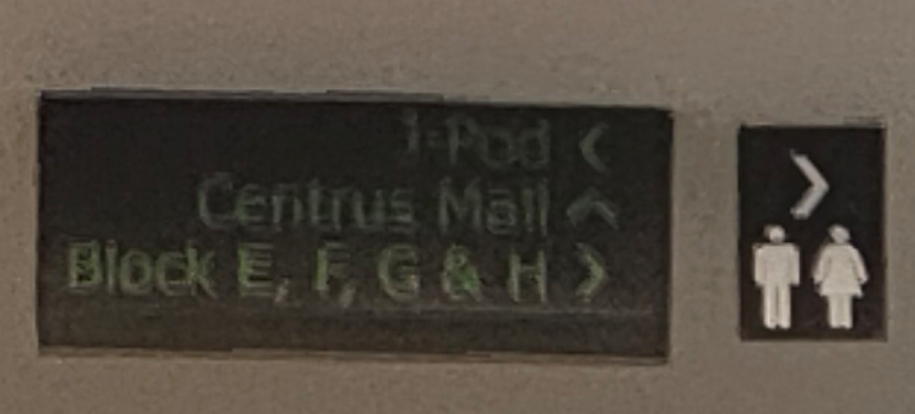 i-Pod <
Centrus Mall ^
Block E, F, G & H >